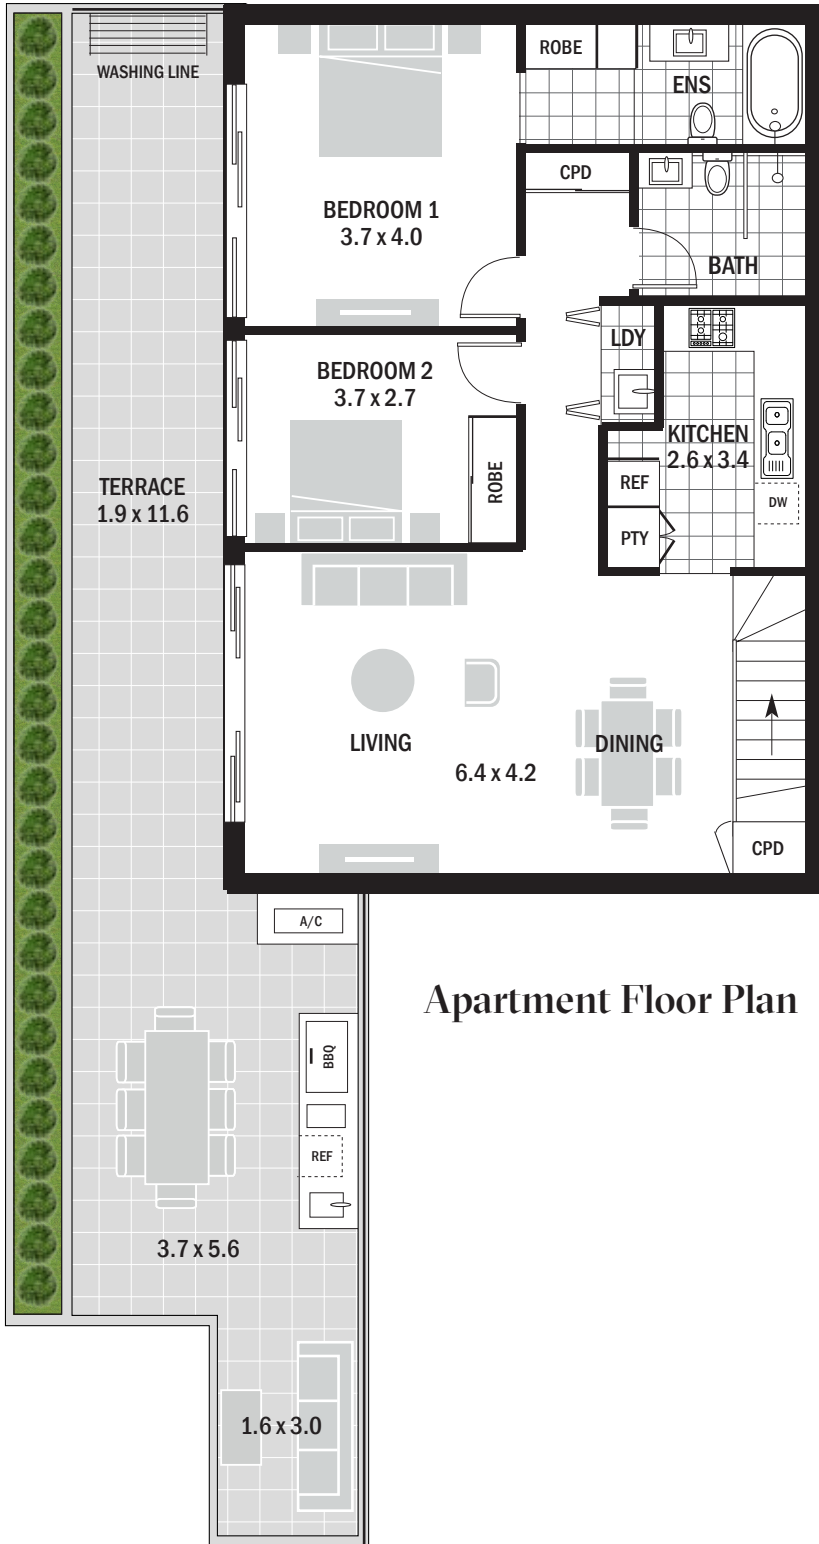 WASHING LINE
ROBE
ENS
CPD
BEDROOM 1
3.7 x 4.0
BATH
LDY
BEDROOM 2
3.7 x 2.7
KITCHEN
2.6 x 3.4
ROBE
REF
DW
PTY
TERRACE
1.9 x 11.6
LIVING
DINING
6.4 x 4.2
CPD
A/C
Apartment Floor Plan
BBQ
REF
3.7 x 5.6
1.6 x 3.0